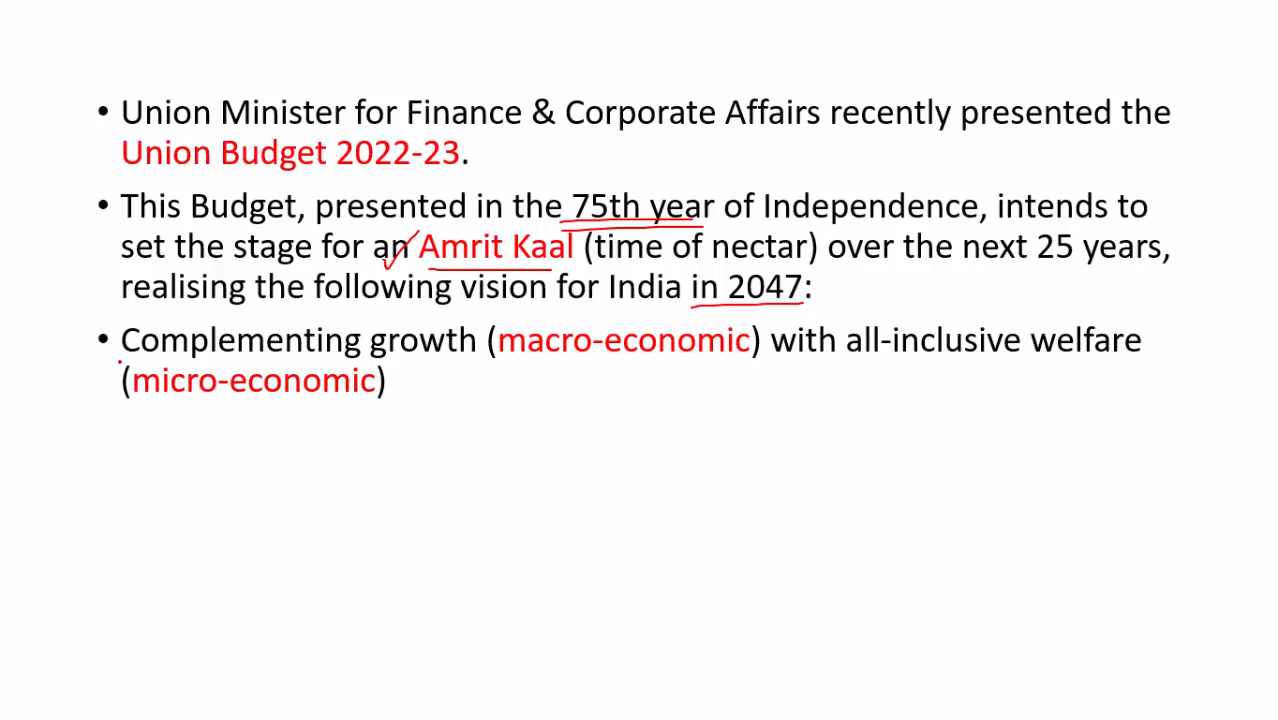 • Union Minister for Finance & Corporate Affairs recently presented the
Union Budget 2022-23.
• This Budget, presented in the 75th year of Independence, intends to
set the stage for an Amrit Kaal (time of nectar) over the next 25 years,
realising the following vision for India in 2047:
• Complementing growth (macro-economic) with all-inclusive welfare
(micro-economic)